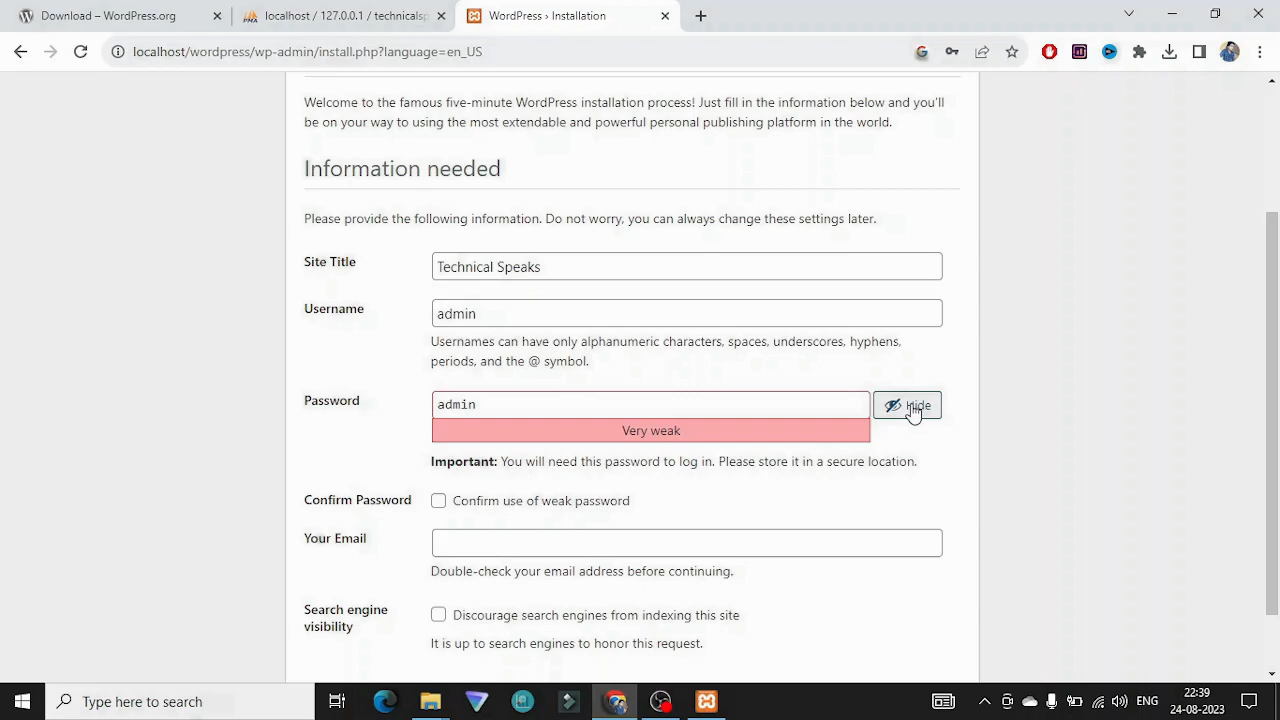 Download – WordPress.org
localhost / 127.0.0.1 / technicalsp
WordPress › Installation
localhost/wordpress/wp-admin/install.php?language=en_US
Welcome to the famous five-minute WordPress installation process! Just fill in the information below and you'll
be on your way to using the most extendable and powerful personal publishing platform in the world.
Information needed
Please provide the following information. Do not worry, you can always change these settings later.
Site Title
Technical Speaks
Username
admin
Usernames can have only alphanumeric characters, spaces, underscores, hyphens,
periods, and the @ symbol.
Password
admin
Hide
Very weak
Important: You will need this password to log in. Please store it in a secure location.
Confirm Password
Confirm use of weak password
Your Email
Double-check your email address before continuing.
Search engine
visibility
Discourage search engines from indexing this site
It is up to search engines to honor this request.
Type here to search
ENG
22:39
24-08-2023